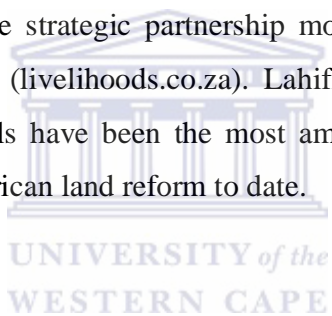 e strategic partnership mo
(livelihoods.co.za). Lahif
ls have been the most am
rican land reform to date.
UNIVERSITY of the
WESTERN CAPE